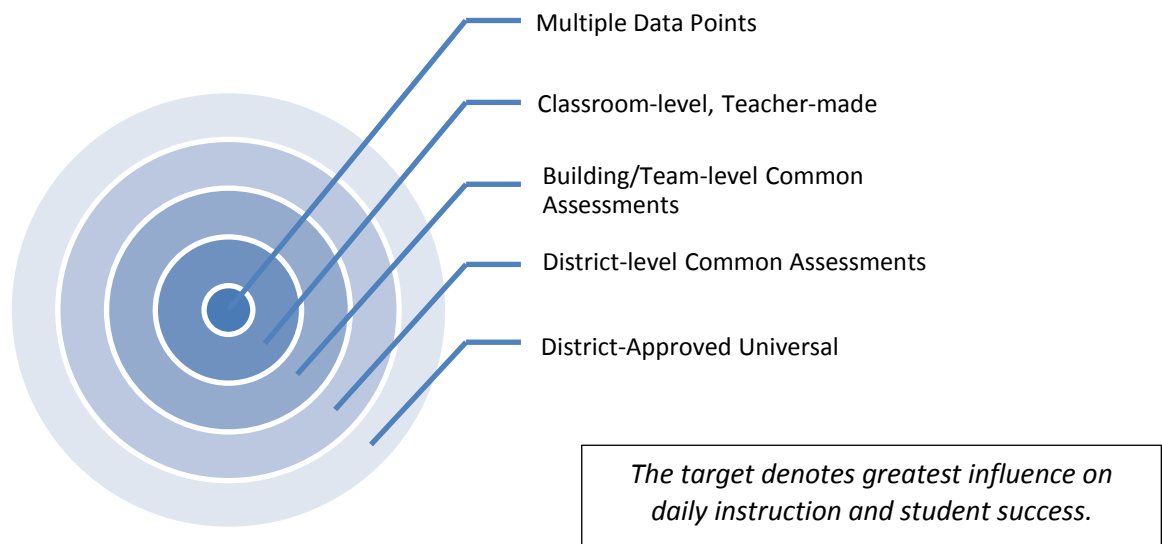 Multiple Data Points
Classroom-level, Teacher-made
Building/Team-level Common
Assessments
District-level Common Assessments
District-Approved Universal
The target denotes greatest influence on
daily instruction and student success.